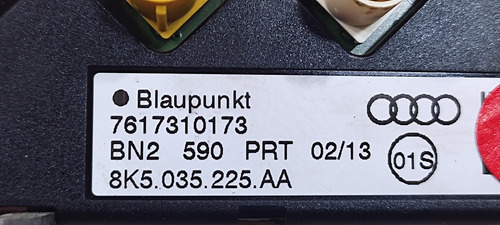 Blaupunkt
7617310173
BN2 590 PRT 02/13
01S
8K5.035.225.AA